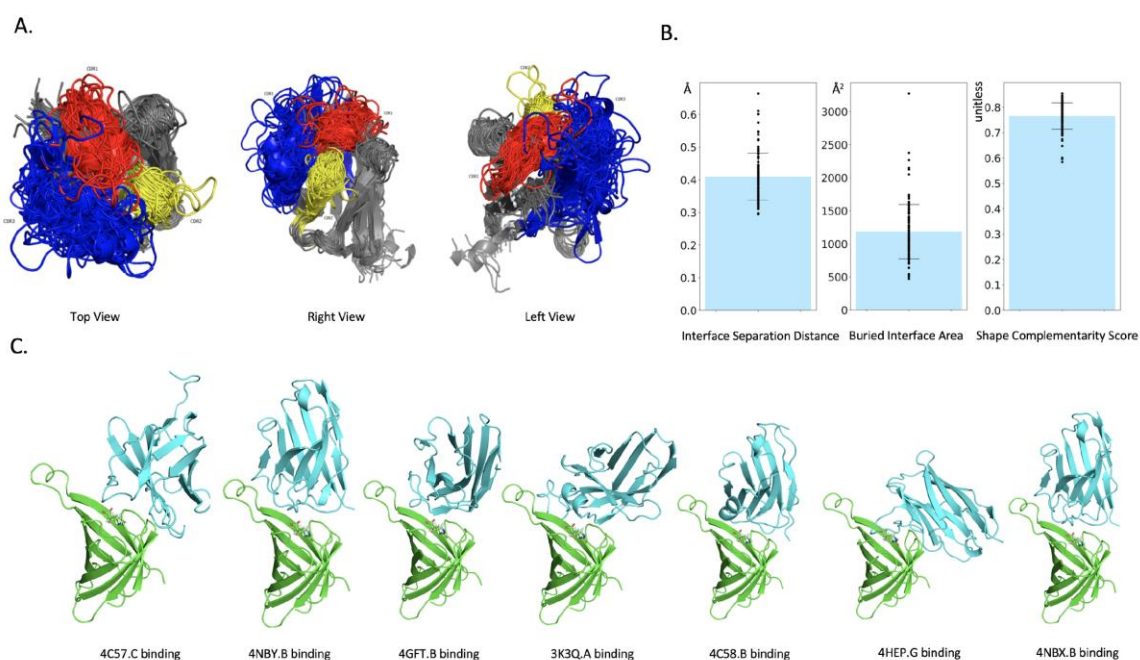 A.
CDR1
CDR3
CDR2
Top View
Right View
Left View
B.
Å
0.6
0.5
0.4
0.3
0.2
0.1
0.0
Interface Separation Distance
Å²
3000
2500
2000
1500
1000
500
0
Buried Interface Area
unitless
0.8
0.7
0.6
0.5
0.4
0.3
0.2
0.1
0.0
Shape Complementarity Score
C.
4C57.C binding
4NBY.B binding
4GFT.B binding
3K3Q.A binding
4C58.B binding
4HEP.G binding
4NBX.B binding